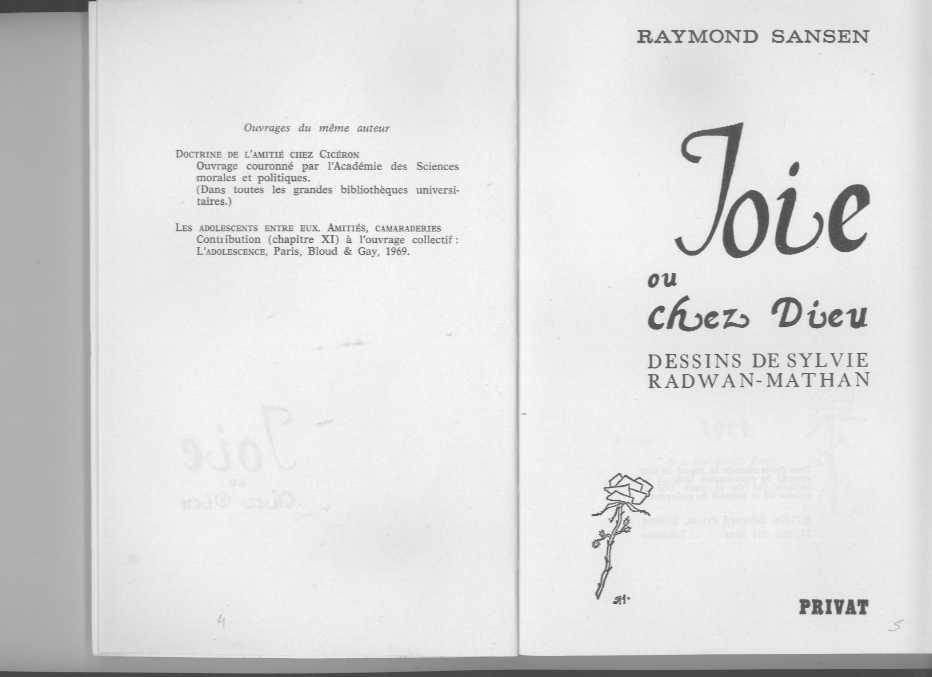 Ouvrages du même auteur
DOCTRINE DE L'AMITIÉ CHEZ CICÉRON
Ouvrage couronné par l'Académie des Sciences
morales et politiques.
(Dans toutes les grandes bibliothèques universi-
taires.)
LES ADOLESCENTS ENTRE EUX. AMITIÉS, CAMARADERIES
Contribution (chapitre XI) à l'ouvrage collectif :
L'ADOLESCENCE, Paris, Bloud & Gay, 1969.
4
RAYMOND SANSEN
Joie
ou
chez Dieu
DESSINS DE SYLVIE
RADWAN-MATHAN
PRIVAT
5